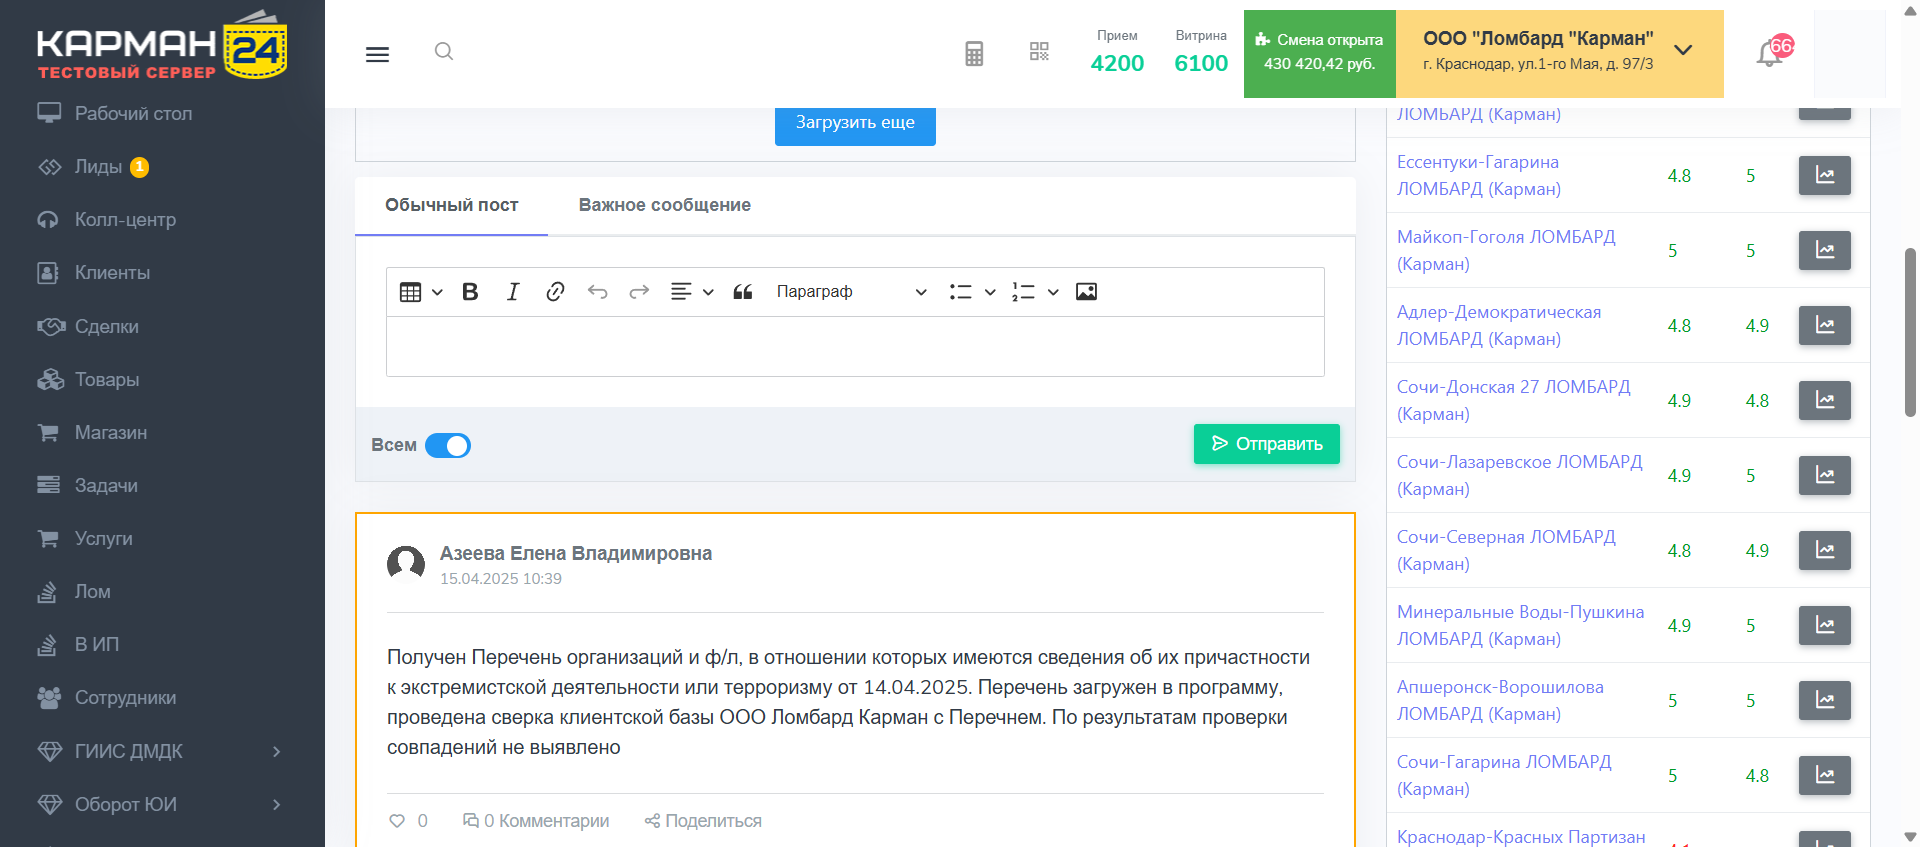 КАРМАН 24
ТЕСТОВЫЙ СЕРВЕР
Рабочий стол
Лиды 1
Колл-центр
Клиенты
Сделки
Товары
Магазин
Задачи
Услуги
Лом
В ИП
Сотрудники
ГИИС ДМДК
Оборот ЮИ
Прием
4200
Витрина
6100
Смена открыта
430 420,42 руб.
ООО "Ломбард "Карман"
г. Краснодар, ул.1-го Мая, д. 97/3
Загрузить еще
Обычный пост
Важное сообщение
Параграф
Всем
Отправить
Азеева Елена Владимировна
15.04.2025 10:39
Получен Перечень организаций и ф/л, в отношении которых имеются сведения об их причастности
к экстремистской деятельности или терроризму от 14.04.2025. Перечень загружен в программу,
проведена сверка клиентской базы ООО Ломбард Карман с Перечнем. По результатам проверки
совпадений не выявлено
0
0 Комментарии
Поделиться
ЛОМБАРД (Карман)
Ессентуки-Гагарина
ЛОМБАРД (Карман)
4.8 5
Майкоп-Гоголя ЛОМБАРД
(Карман)
5 5
Адлер-Демократическая
ЛОМБАРД (Карман)
4.8 4.9
Сочи-Донская 27 ЛОМБАРД
(Карман)
4.9 4.8
Сочи-Лазаревское ЛОМБАРД
(Карман)
4.9 5
Сочи-Северная ЛОМБАРД
(Карман)
4.8 4.9
Минеральные Воды-Пушкина
ЛОМБАРД (Карман)
4.9 5
Апшеронск-Ворошилова
ЛОМБАРД (Карман)
5 5
Сочи-Гагарина ЛОМБАРД
(Карман)
5 4.8
Краснодар-Красных Партизан